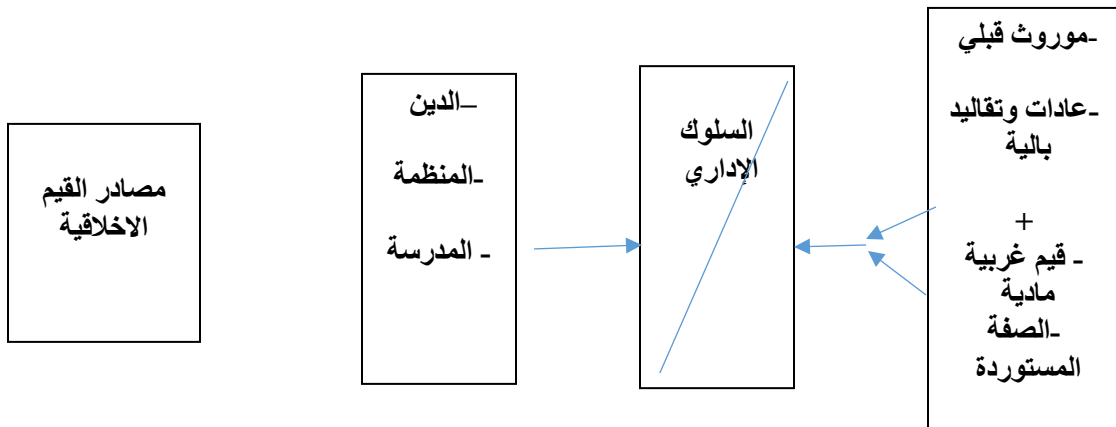 -موروث قبلي
-عادات وتقاليد
بالية
+
- قيم غربية
مادية
-الصفة
المستوردة
السلوك
الإداري
–الدين
-المنظمة
- المدرسة
مصادر القيم
الاخلاقية